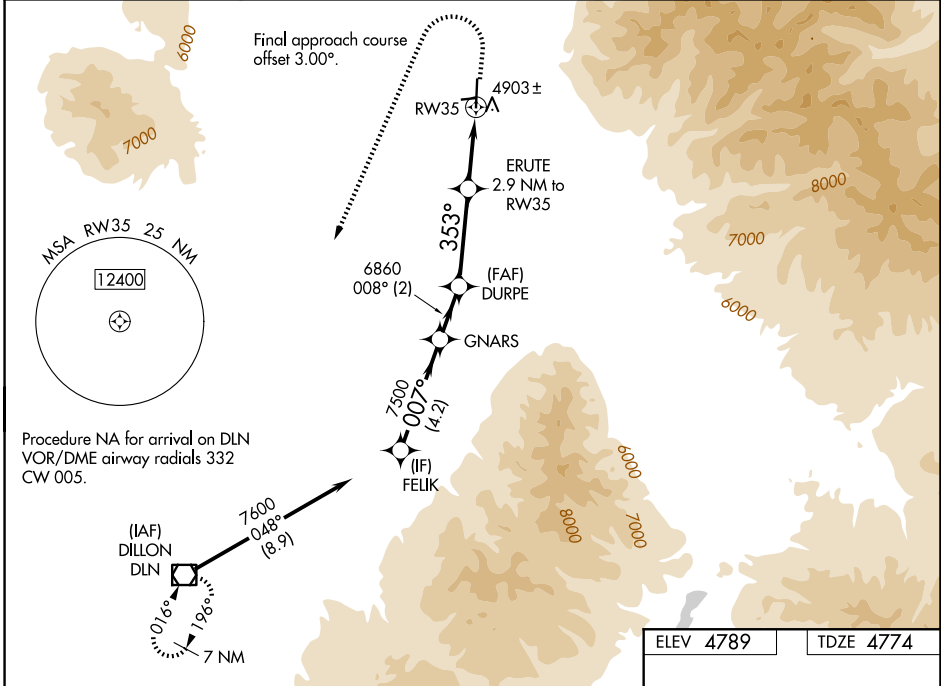 6000
7000
Final approach course
offset 3.00°.
4903±
RW35
ERUTE
2.9 NM to
RW35
8000
7000
6000
MSA RW35 25 NM
12400
353°
6860
008° (2)
(FAF)
DURPE
GNARS
7500
007°
(4.2)
(IF)
FELIK
Procedure NA for arrival on DLN
VOR/DME airway radials 332
CW 005.
7600
048°
(8.9)
(IAF)
DILLON
DLN
016°
196°
7 NM
6000
7000
8000
ELEV 4789
TDZE 4774